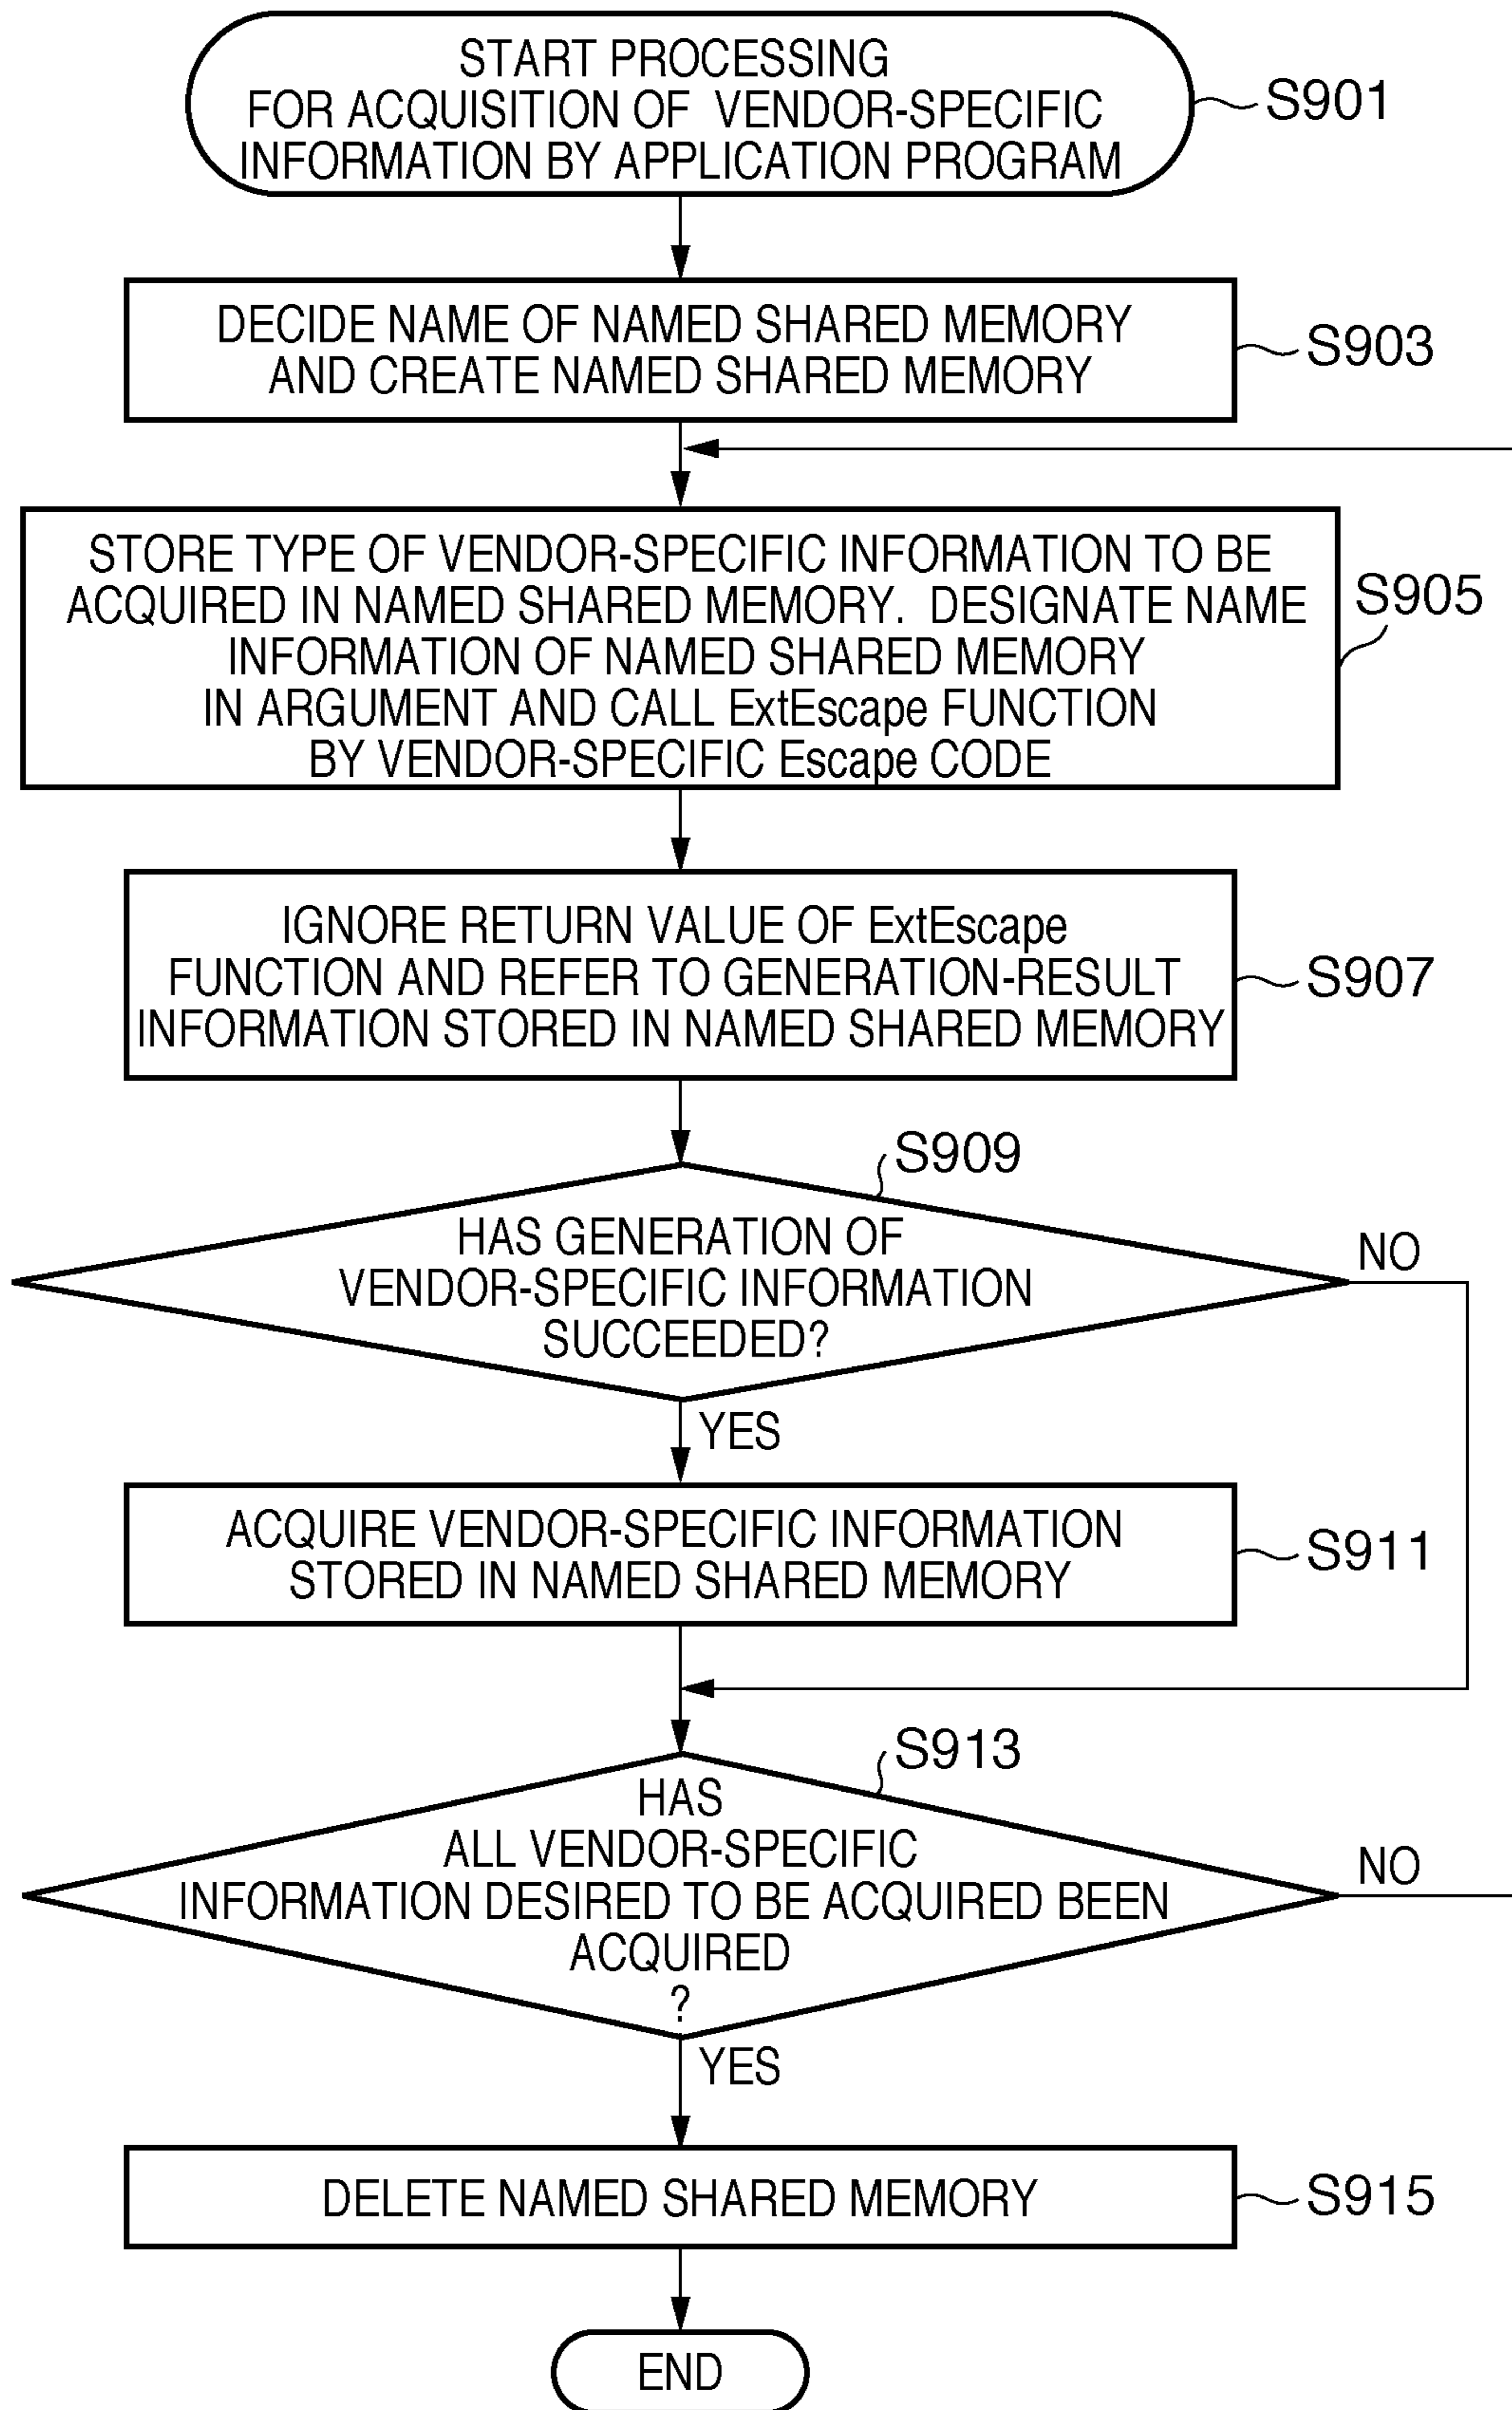 START PROCESSING
FOR ACQUISITION OF VENDOR-SPECIFIC
INFORMATION BY APPLICATION PROGRAM
S901
DECIDE NAME OF NAMED SHARED MEMORY
AND CREATE NAMED SHARED MEMORY
S903
STORE TYPE OF VENDOR-SPECIFIC INFORMATION TO BE
ACQUIRED IN NAMED SHARED MEMORY. DESIGNATE NAME
INFORMATION OF NAMED SHARED MEMORY
IN ARGUMENT AND CALL ExtEscape FUNCTION
BY VENDOR-SPECIFIC Escape CODE
S905
IGNORE RETURN VALUE OF ExtEscape
FUNCTION AND REFER TO GENERATION-RESULT
INFORMATION STORED IN NAMED SHARED MEMORY
S907
S909
HAS GENERATION OF
VENDOR-SPECIFIC INFORMATION
SUCCEEDED?
NO
YES
ACQUIRE VENDOR-SPECIFIC INFORMATION
STORED IN NAMED SHARED MEMORY
S911
S913
HAS
ALL VENDOR-SPECIFIC
INFORMATION DESIRED TO BE ACQUIRED BEEN
ACQUIRED
?
NO
YES
DELETE NAMED SHARED MEMORY
S915
END